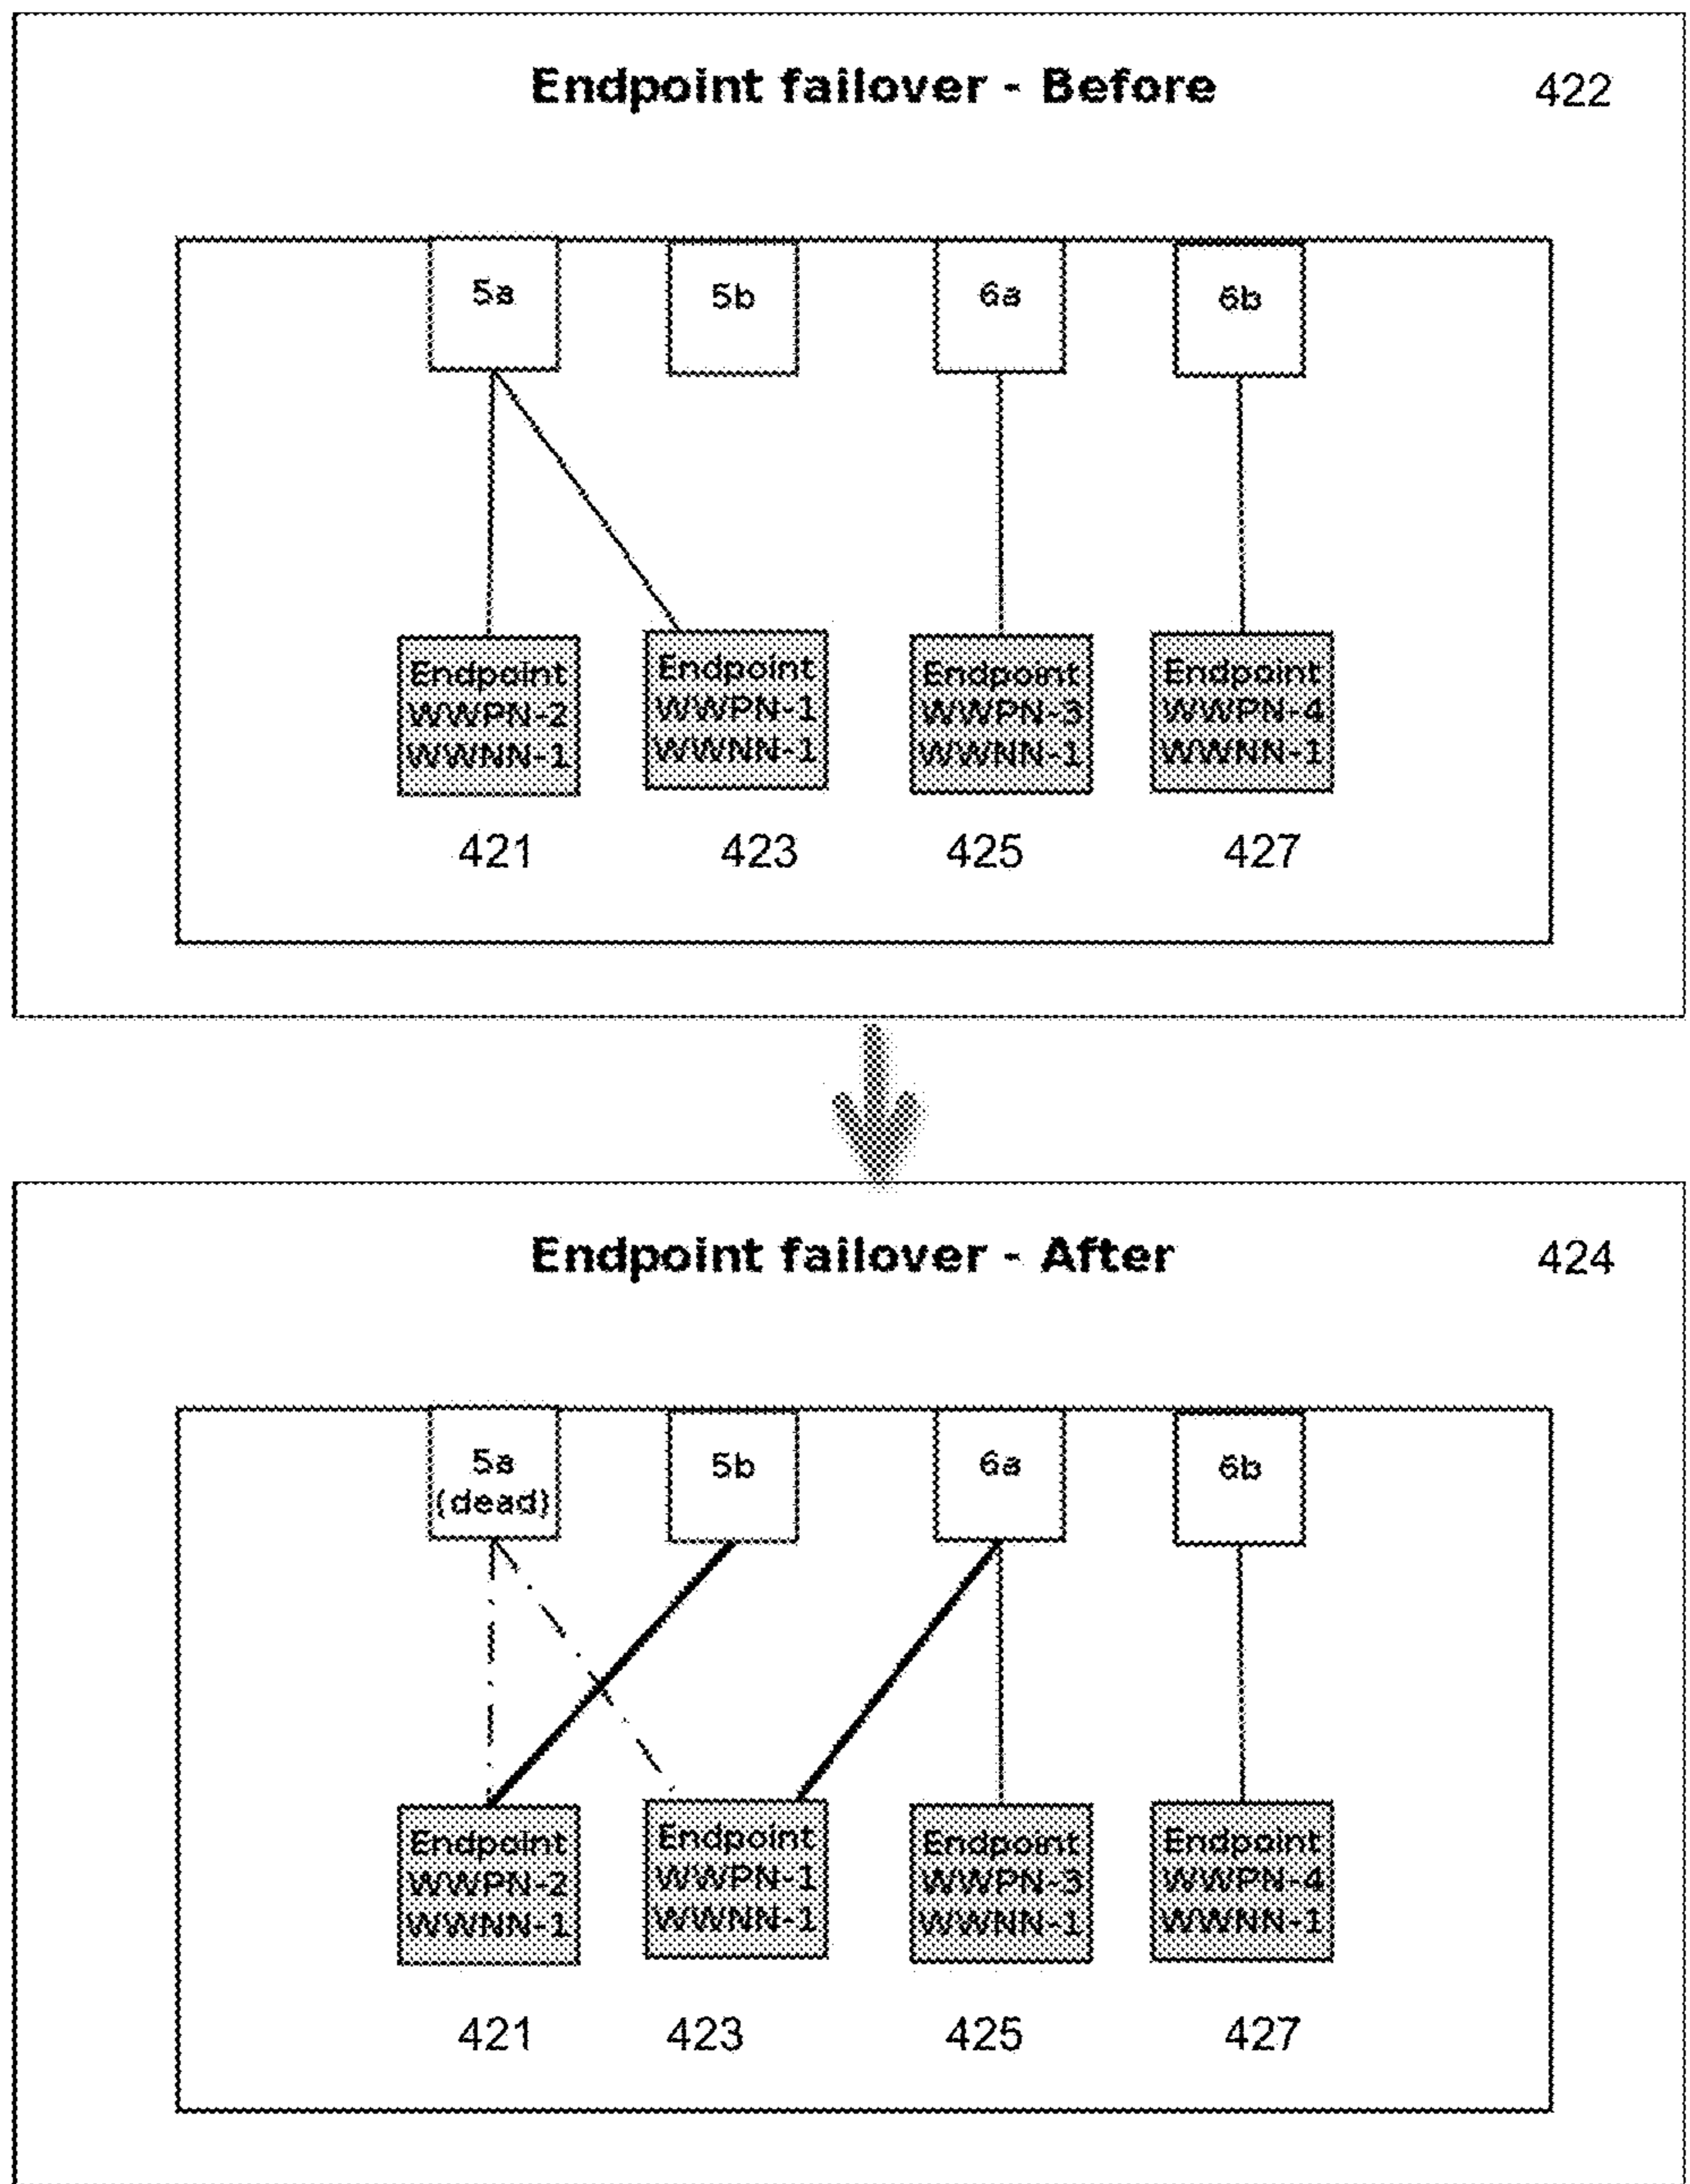 Endpoint failover - Before
422
5a
5b
6a
6b
Endpoint
WWPN-2
WWNN-1
Endpoint
WWPN-1
WWNN-1
Endpoint
WWPN-3
WWNN-1
Endpoint
WWPN-4
WWNN-1
421
423
425
427
Endpoint failover - After
424
5a
(dead)
5b
6a
6b
Endpoint
WWPN-2
WWNN-1
Endpoint
WWPN-1
WWNN-1
Endpoint
WWPN-3
WWNN-1
Endpoint
WWPN-4
WWNN-1
421
423
425
427